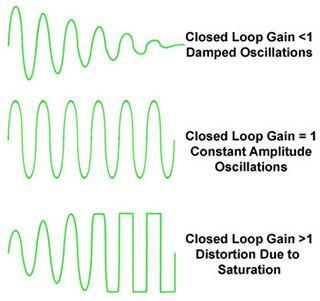 Closed Loop Gain <1
Damped Oscillations
Closed Loop Gain = 1
Constant Amplitude
Oscillations
Closed Loop Gain >1
Distortion Due to
Saturation